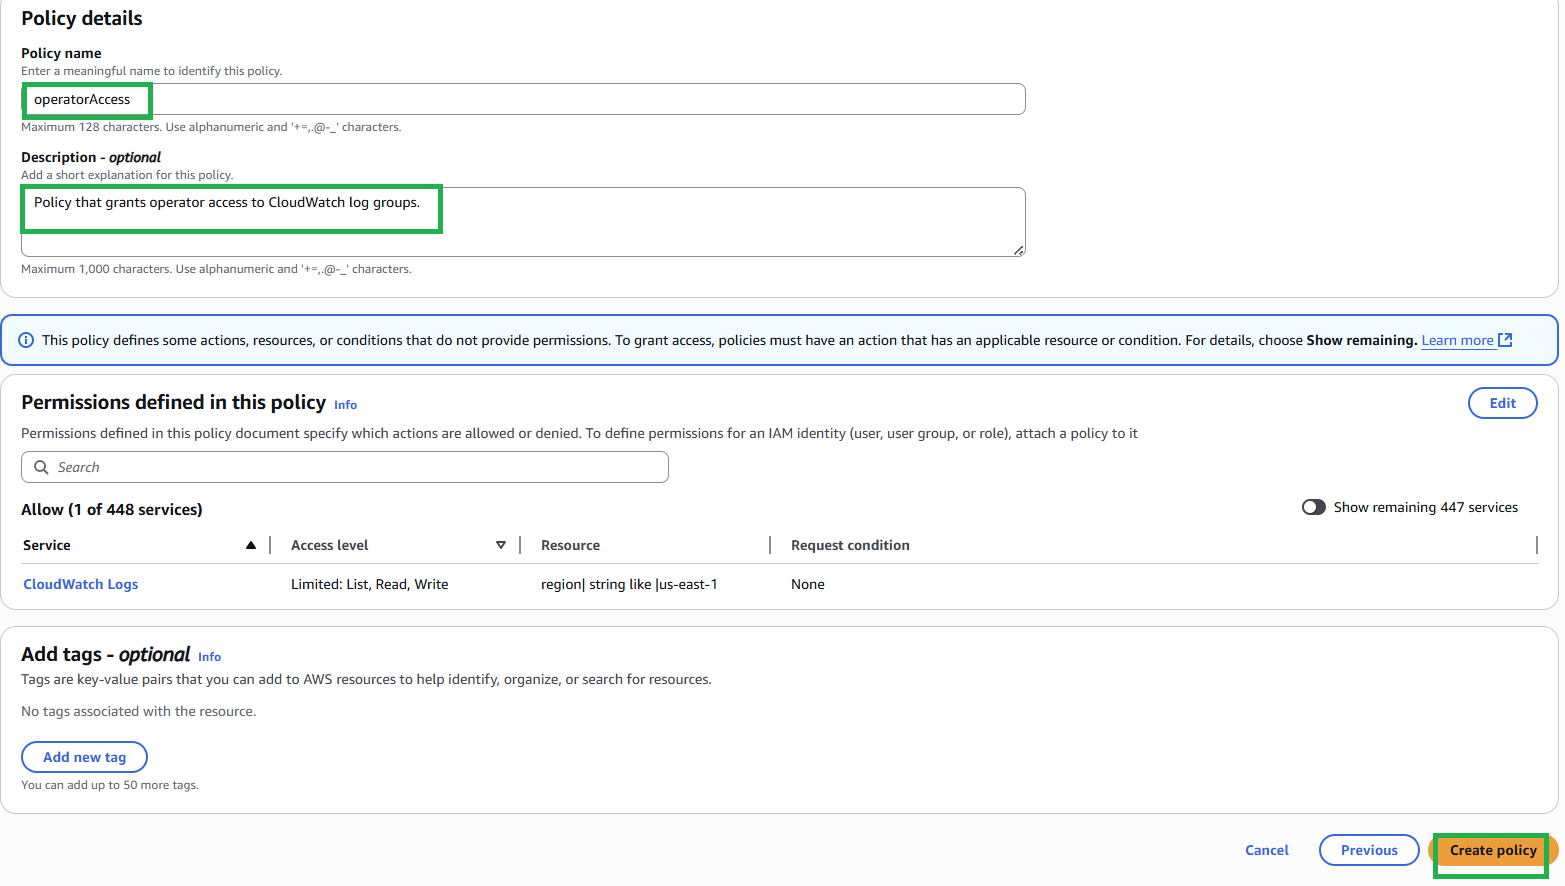 Policy details
Policy name
Enter a meaningful name to identify this policy.
operatorAccess
Maximum 128 characters. Use alphanumeric and '+=,.@-_' characters.
Description - optional
Add a short explanation for this policy.
Policy that grants operator access to CloudWatch log groups.
Maximum 1,000 characters. Use alphanumeric and '+=,.@-_' characters.
This policy defines some actions, resources, or conditions that do not provide permissions. To grant access, policies must have an action that has an applicable resource or condition. For details, choose Show remaining. Learn more
Permissions defined in this policy Info
Edit
Permissions defined in this policy document specify which actions are allowed or denied. To define permissions for an IAM identity (user, user group, or role), attach a policy to it
Search
Allow (1 of 448 services)
Show remaining 447 services
Service Access level Resource Request condition
CloudWatch Logs Limited: List, Read, Write region| string like |us-east-1 None
Add tags - optional Info
Tags are key-value pairs that you can add to AWS resources to help identify, organize, or search for resources.
No tags associated with the resource.
Add new tag
You can add up to 50 more tags.
Cancel Previous Create policy